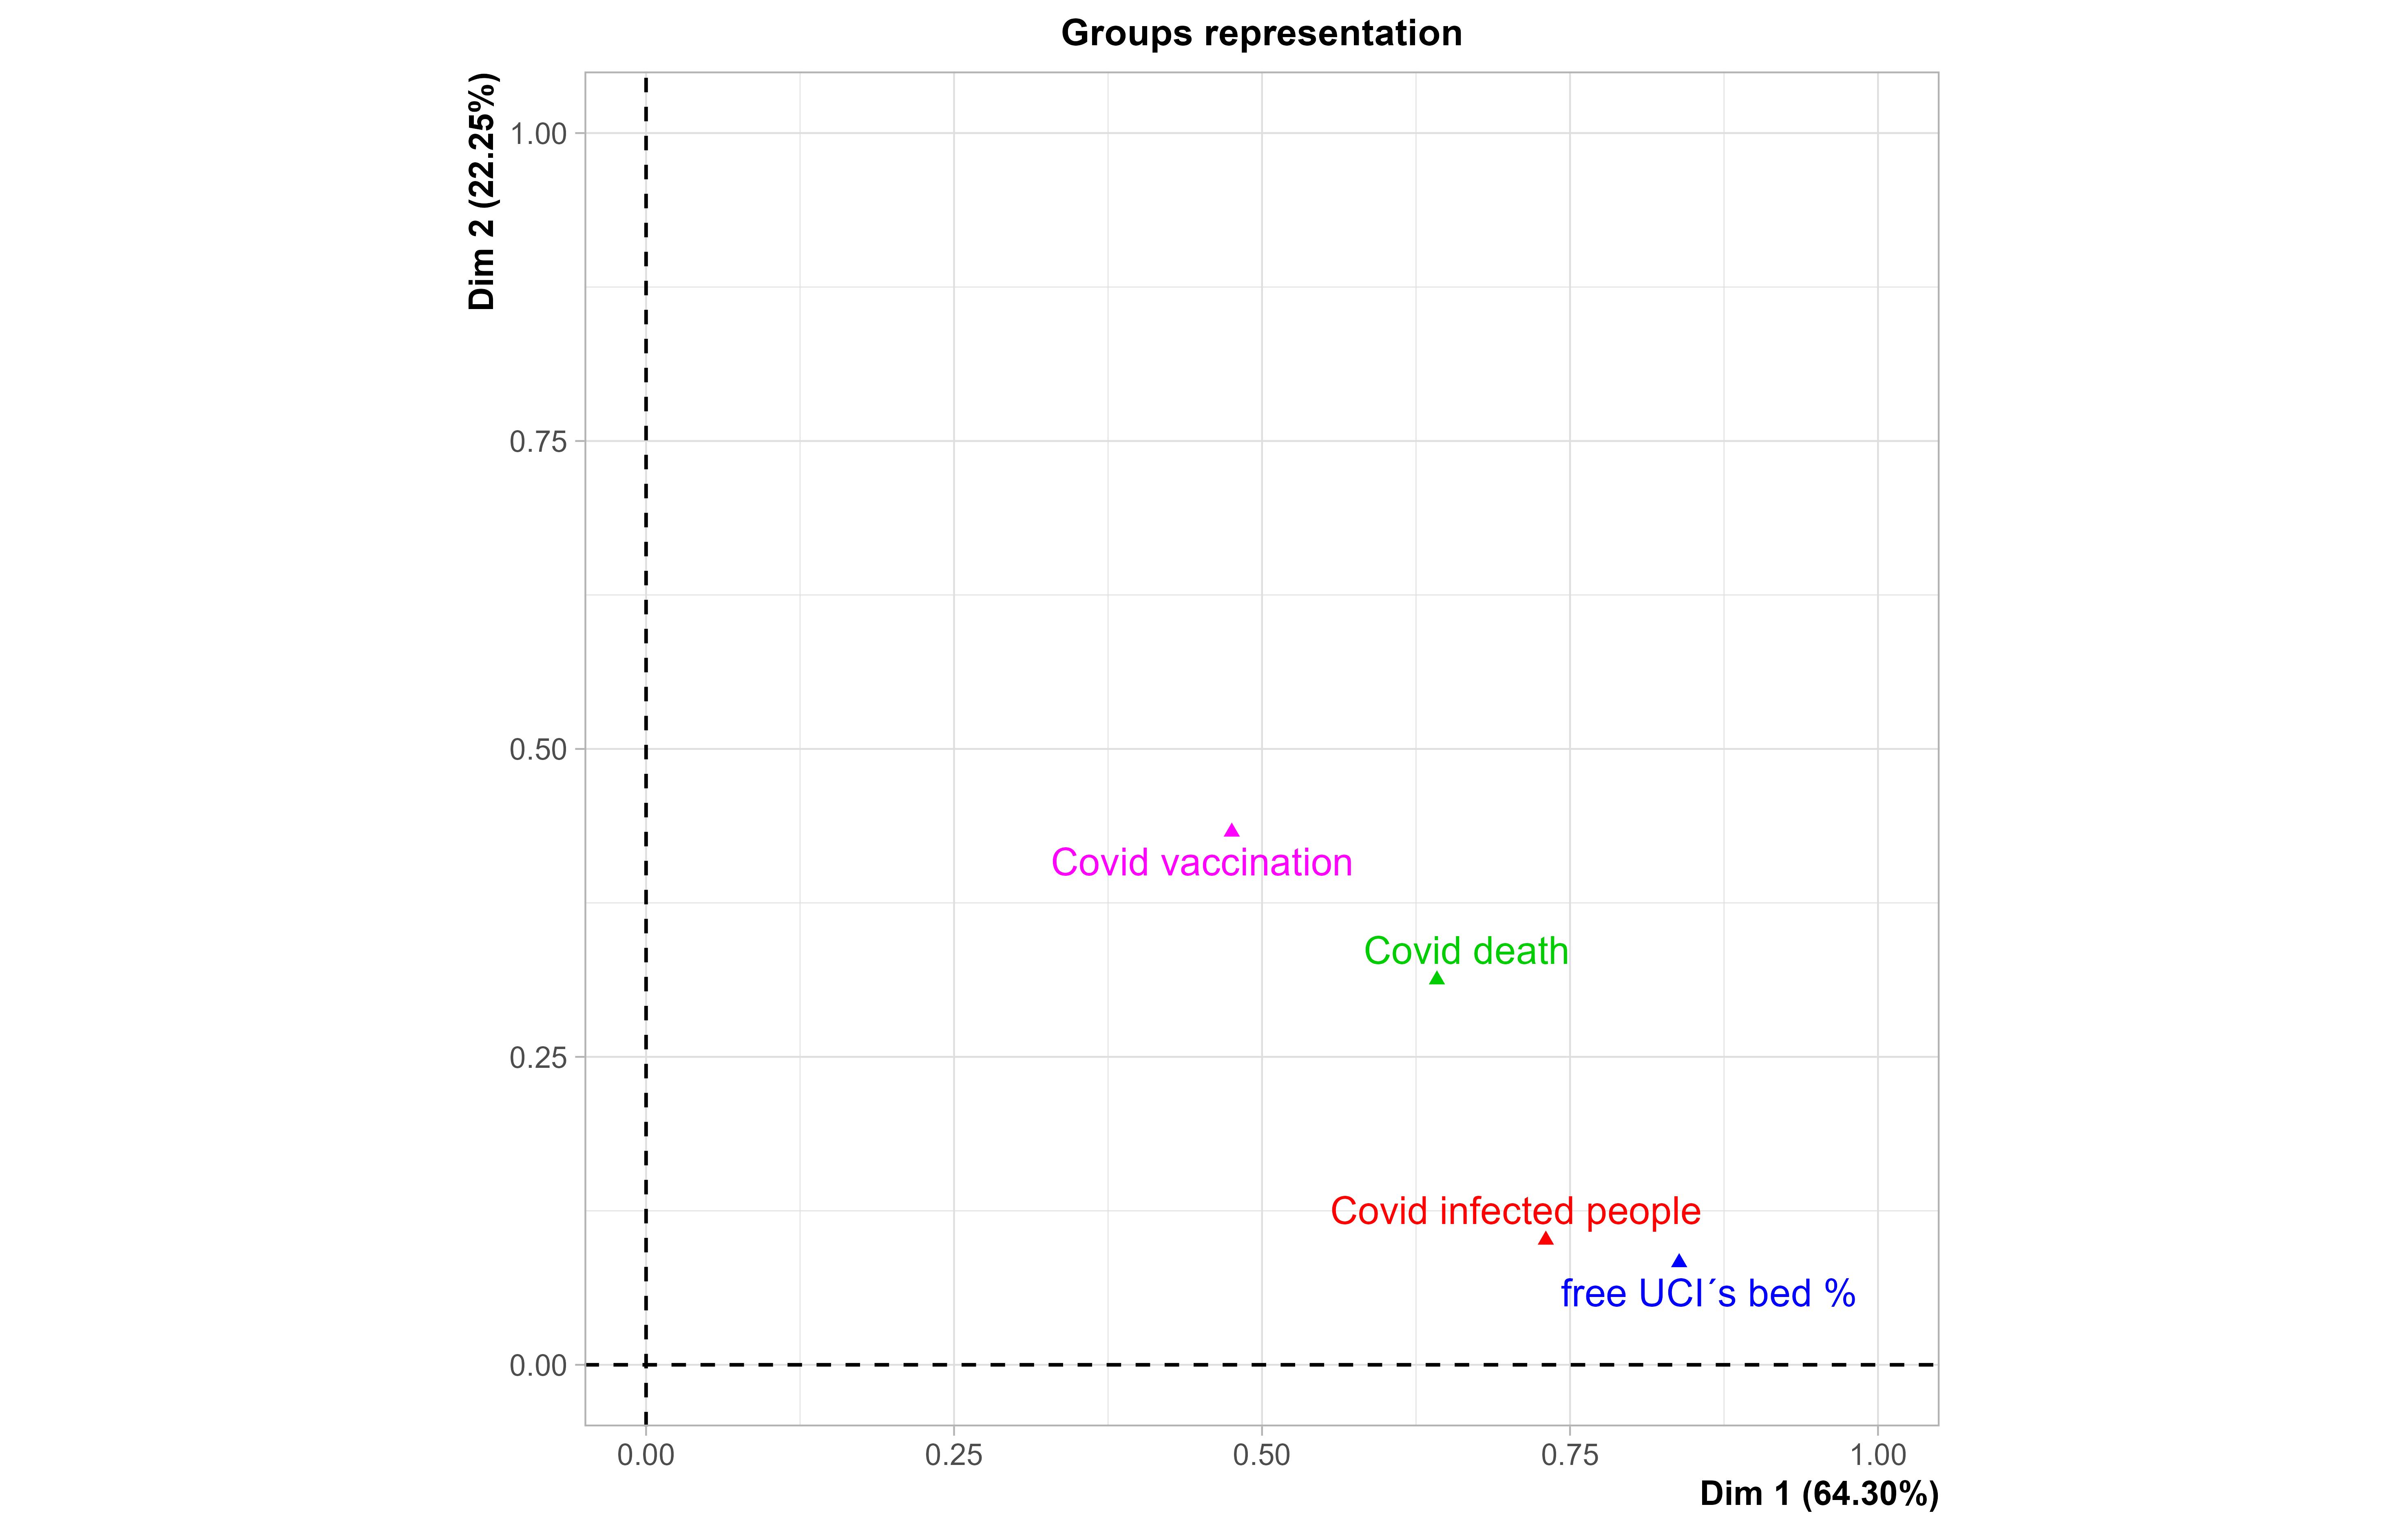 Groups representation
Dim 2 (22.25%)
1.00
0.75
0.50
0.25
0.00
Covid vaccination
Covid death
Covid infected people
free UCI´s bed %
0.00 0.25 0.50 0.75 1.00
Dim 1 (64.30%)